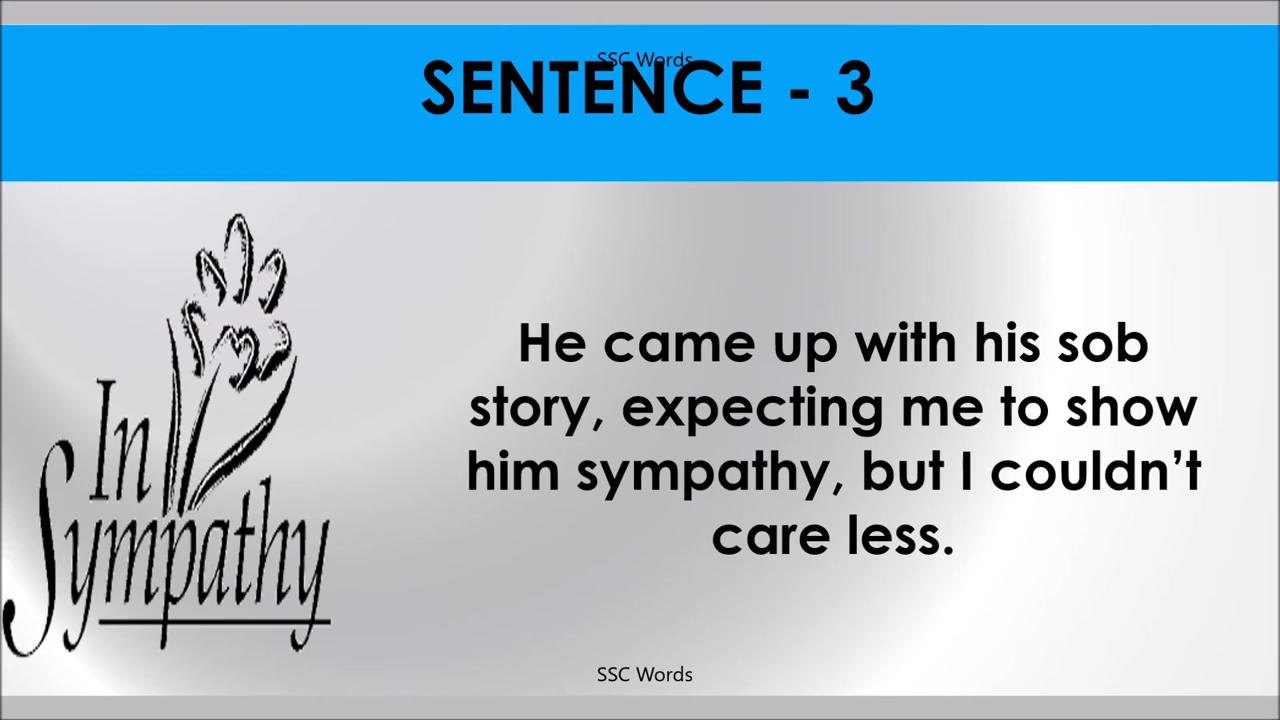 SSC Words
SENTENCE - 3
In
Sympathy
He came up with his sob
story, expecting me to show
him sympathy, but I couldn’t
care less.
SSC Words